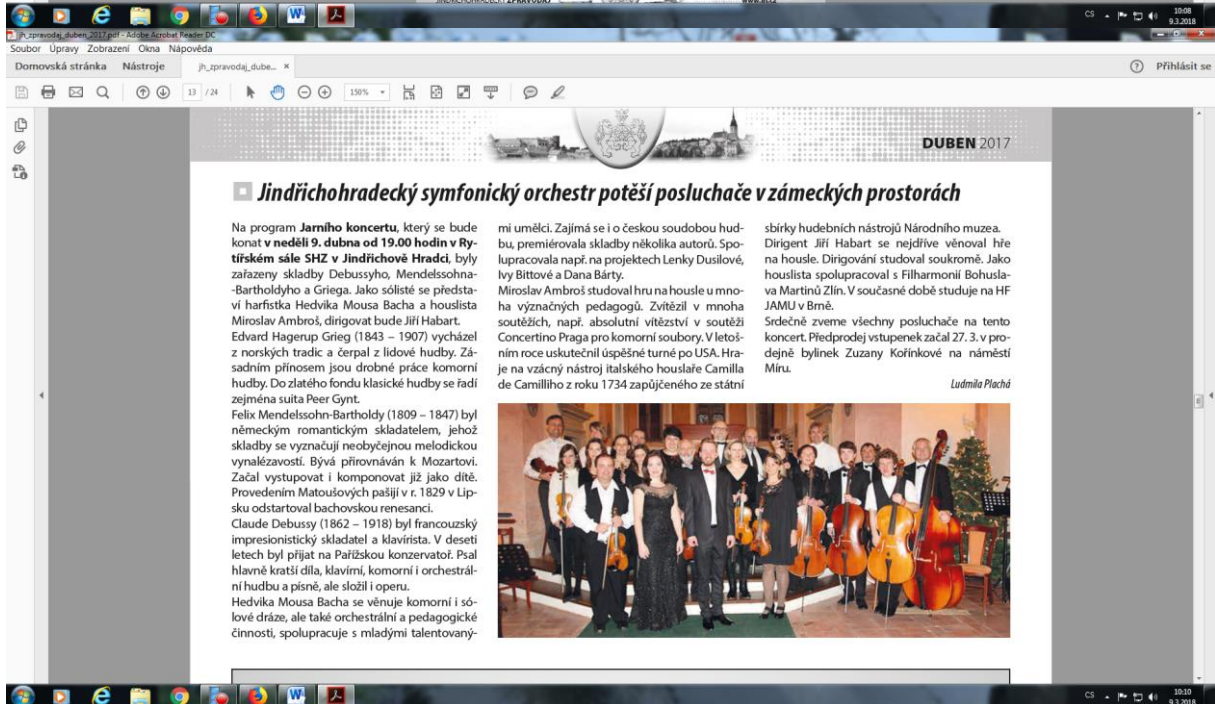 JINDŘICHOHRADECKÝ ZPRAVODAJ
CS
10:08
9.3.2018
jh_zpravodaj_duben_2017.pdf - Adobe Acrobat Reader DC
Soubor Úpravy Zobrazení Okna Nápověda
Domovská stránka Nástroje jh_zpravodaj_dube... × Přihlásit se
13 / 24 150%
DUBEN 2017
Jindřichohradecký symfonický orchestr potěší posluchače v zámeckých prostorách
Na program Jarního koncertu, který se bude
konat v neděli 9. dubna od 19.00 hodin v Ry-
tířském sále SHZ v Jindřichově Hradci, byly
zařazeny skladby Debussyho, Mendelssohna-
-Bartholdyho a Griega. Jako sólisté se představ-
ví harfistka Hedvika Mousa Bacha a houslista
Miroslav Ambroš, dirigovat bude Jiří Habart.
Edvard Hagerup Grieg (1843 – 1907) vycházel
z norských tradic a čerpal z lidové hudby. Zá-
sadním přínosem jsou drobné práce komorní
hudby. Do zlatého fondu klasické hudby se řadí
zejména suita Peer Gynt.
Felix Mendelssohn-Bartholdy (1809 – 1847) byl
německým romantickým skladatelem, jehož
skladby se vyznačují neobyčejnou melodickou
vynalézavostí. Bývá přirovnáván k Mozartovi.
Začal vystupovat i komponovat již jako dítě.
Provedením Matoušových pašijí v r. 1829 v Lip-
sku odstartoval bachovskou renesanci.
Claude Debussy (1862 – 1918) byl francouzský
impresionistický skladatel a klavírista. V deseti
letech byl přijat na Pařížskou konzervatoř. Psal
hlavně kratší díla, klavírní, komorní i orchestrál-
ní hudbu a písně, ale složil i operu.
Hedvika Mousa Bacha se věnuje komorní i só-
lové dráze, ale také orchestrální a pedagogické
činnosti, spolupracuje s mladými talentovaný-
mi umělci. Zajímá se i o českou soudobou hud-
bu, premiérovala skladby několika autorů. Spo-
lupracovala např. na projektech Lenky Dusilové,
Ivy Bittové a Dana Bárty.
Miroslav Ambroš studoval hru na housle u mno-
ha význačných pedagogů. Zvítězil v mnoha
soutěžích, např. absolutní vítězství v soutěži
Concertino Praga pro komorní soubory. V letoš-
ním roce uskutečnil úspěšné turné po USA. Hra-
je na vzácný nástroj italského houslaře Camilla
de Camilliho z roku 1734 zapůjčeného ze státní
sbírky hudebních nástrojů Národního muzea.
Dirigent Jiří Habart se nejdříve věnoval hře
na housle. Dirigování studoval soukromě. Jako
houslista spolupracoval s Filharmonií Bohusla-
va Martinů Zlín. V současné době studuje na HF
JAMU v Brně.
Srdečně zveme všechny posluchače na tento
koncert. Předprodej vstupenek začal 27. 3. v pro-
dejně bylinek Zuzany Kořínkové na náměstí
Míru.
Ludmila Plachá
CS
10:10
9.3.2018